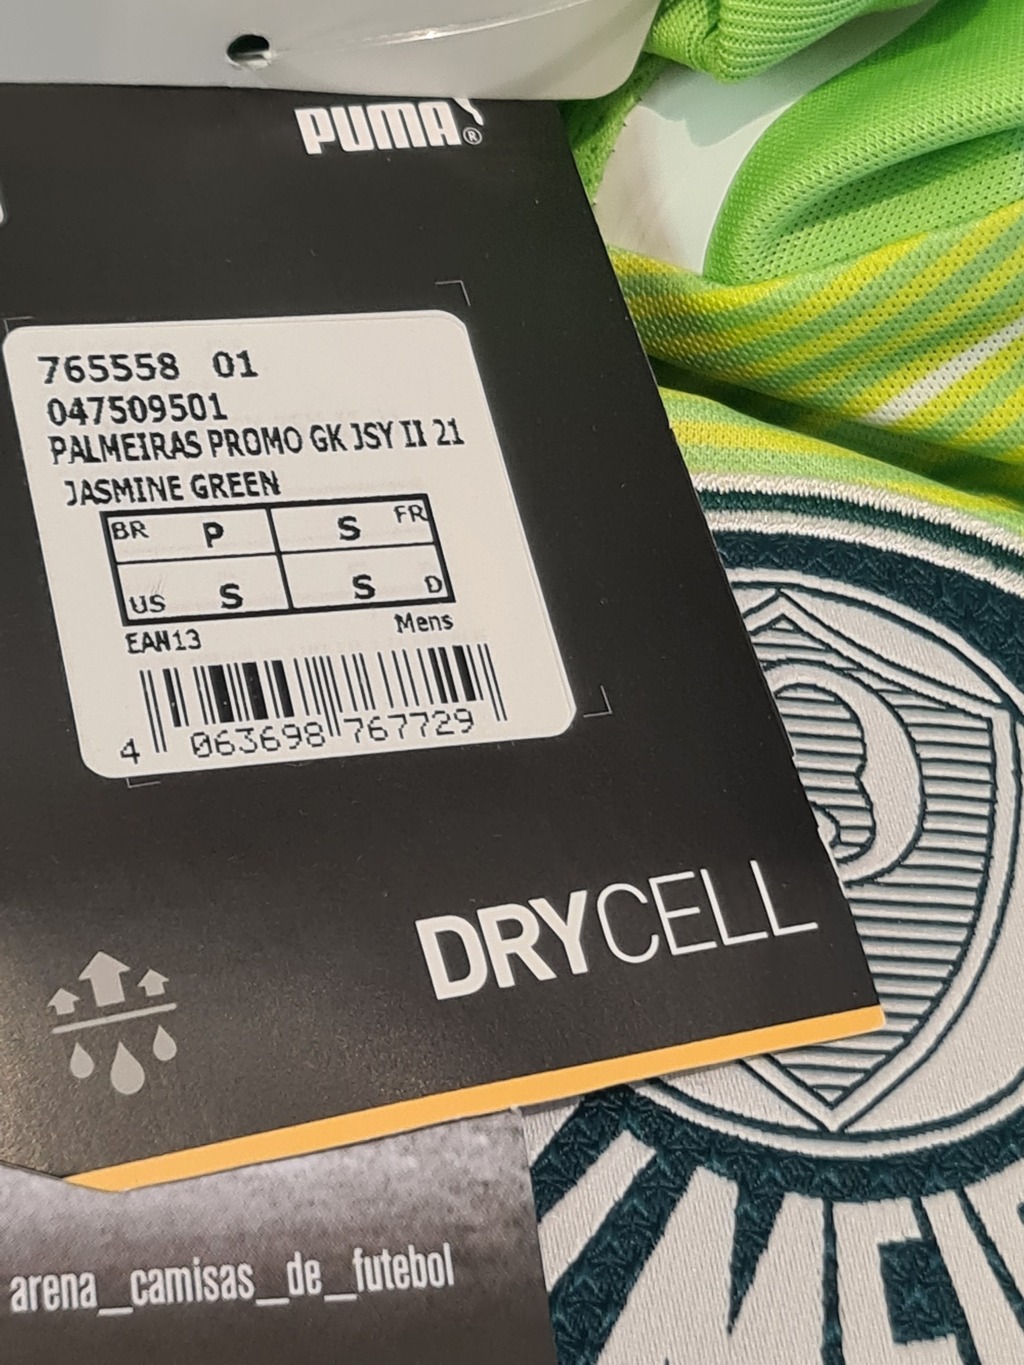 PUMA®
765558 01
047509501
PALMEIRAS PROMO GK JSY II 21
JASMINE GREEN
BR P S FR
US S S D
EAN13 Mens
4 063698 767729
DRYCELL
arena_camisas_de_futebol